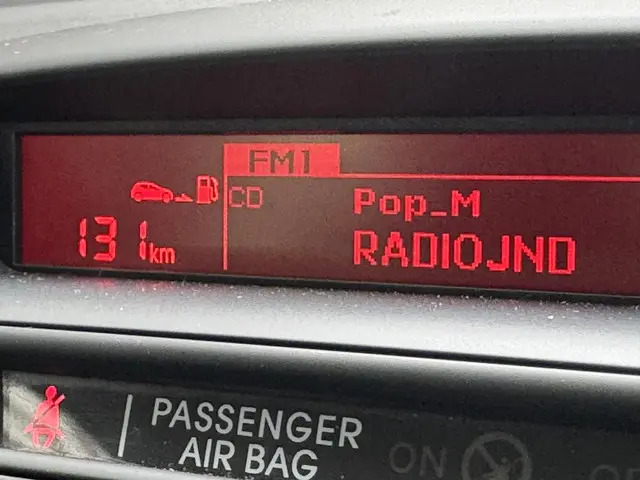 FM1
CD
Pop_M
131km
RADIOJND
PASSENGER
AIR BAG
ON